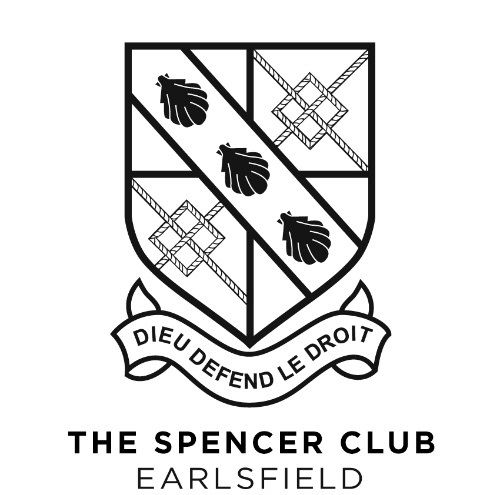 DIEU DEFEND LE DROIT
THE SPENCER CLUB
EARLSFIELD